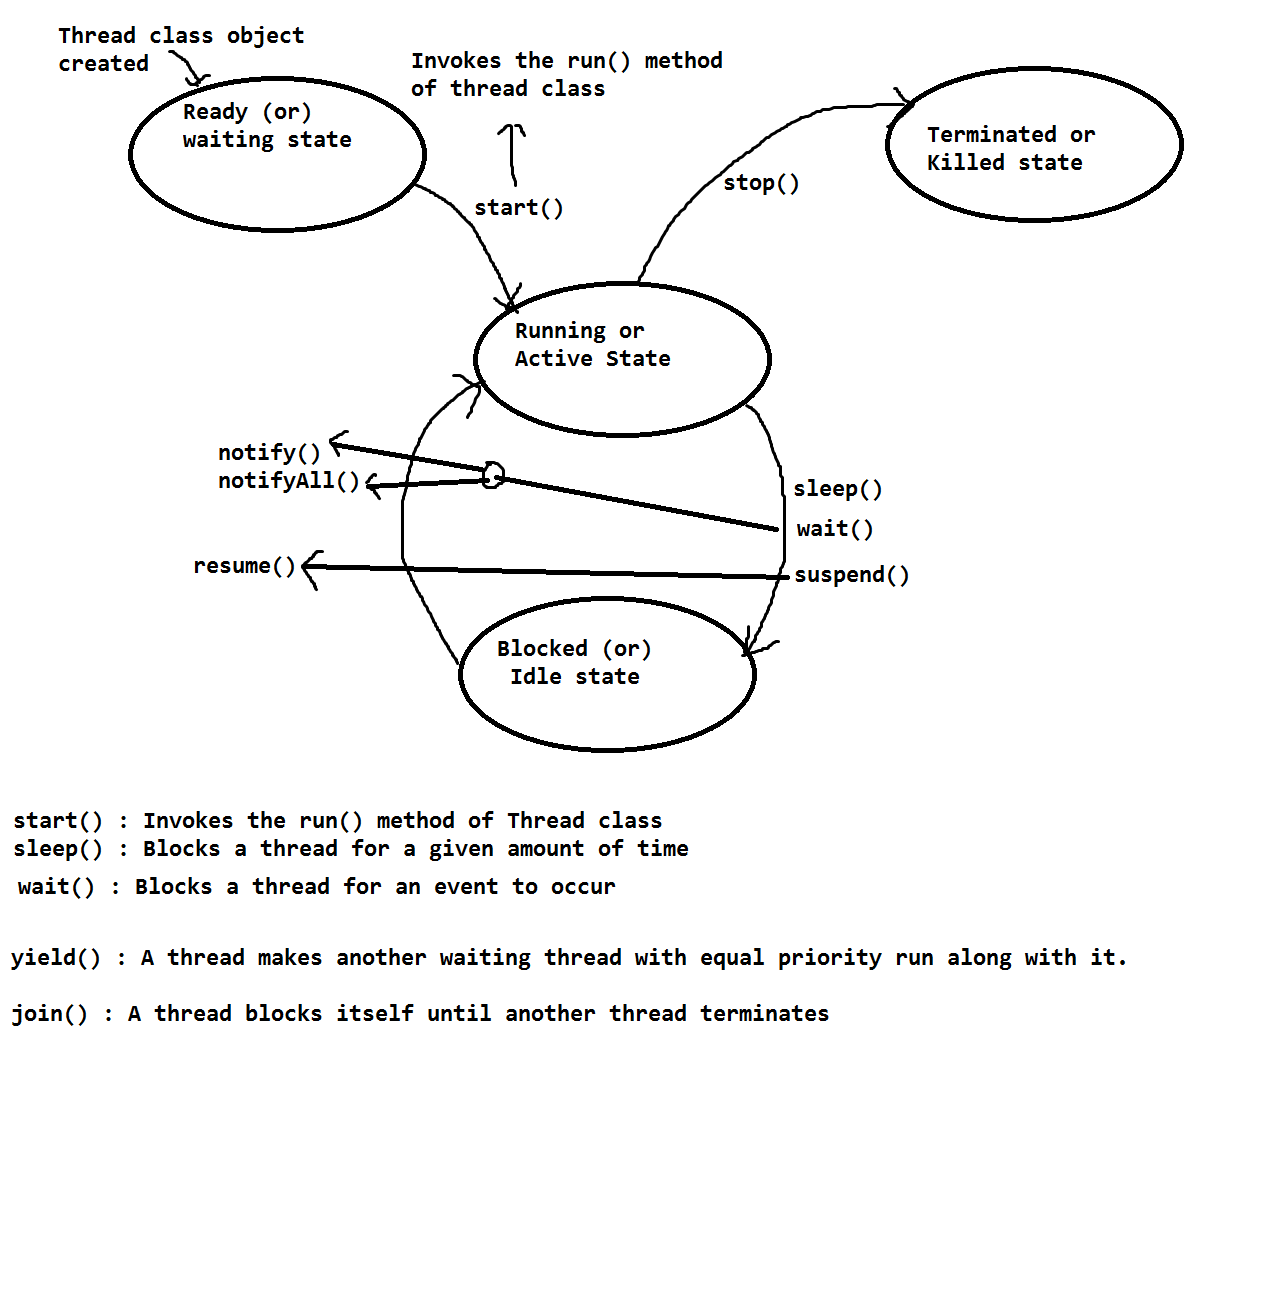 Thread class object
created
Invokes the run() method
of thread class
Ready (or)
waiting state
start()
stop()
Terminated or
Killed state
Running or
Active State
notify()
notifyAll()
sleep()
wait()
resume()
suspend()
Blocked (or)
Idle state
start() : Invokes the run() method of Thread class
sleep() : Blocks a thread for a given amount of time
wait() : Blocks a thread for an event to occur
yield() : A thread makes another waiting thread with equal priority run along with it.
join() : A thread blocks itself until another thread terminates